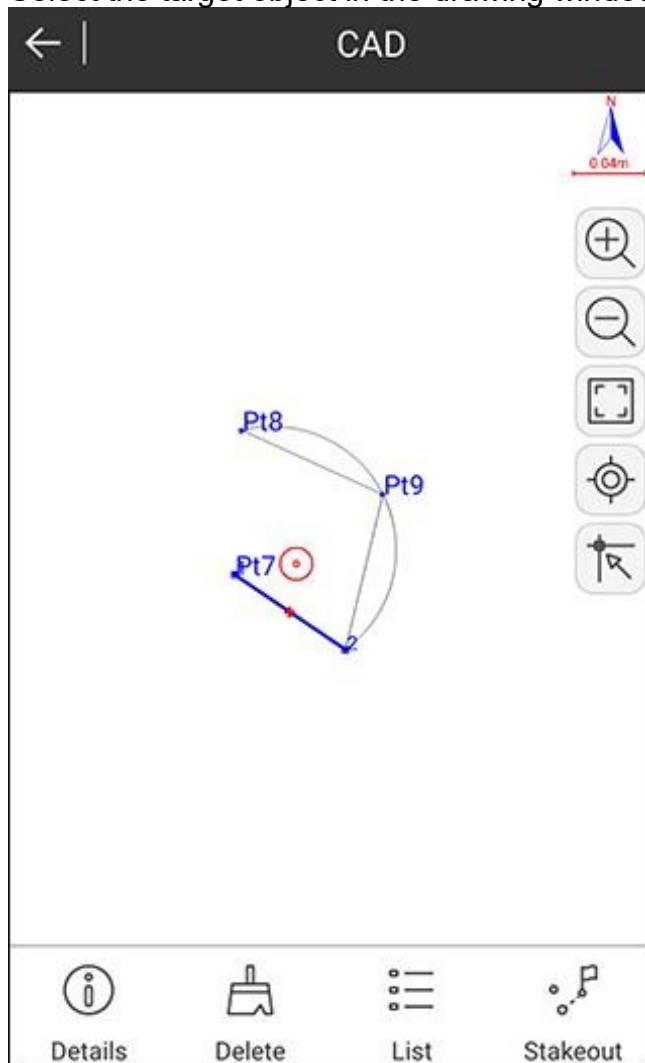 Select the target object in the drawing window
CAD
N
0.04m
Pt8
Pt9
Pt7
2
Details
Delete
List
Stakeout